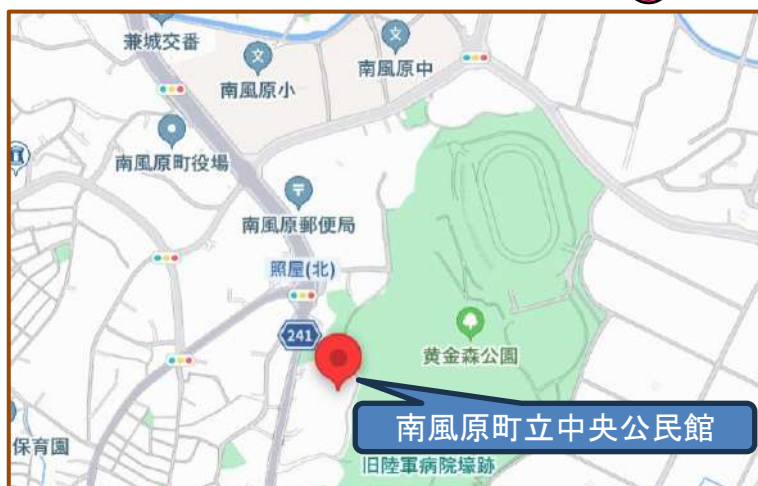 兼城交番
文
南風原小
文
南風原中
南風原町役場
南風原郵便局
照屋(北)
241
黄金森公園
南風原町立中央公民館
保育園
旧陸軍病院壕跡